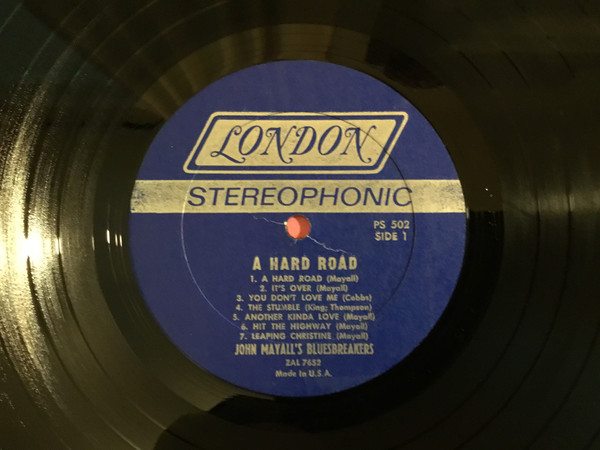 LONDON
STEREOPHONIC
PS 502
SIDE 1
A HARD ROAD
1. A HARD ROAD (Mayall)
2. IT'S OVER (Mayall)
3. YOU DON'T LOVE ME (Cobbs)
4. THE STUMBLE (King; Thompson)
5. ANOTHER KINDA LOVE (Mayall)
6. HIT THE HIGHWAY (Mayall)
7. LEAPING CHRISTINE (Mayall)
JOHN MAYALL'S BLUESBREAKERS
ZAL 7652
Made in U.S.A.